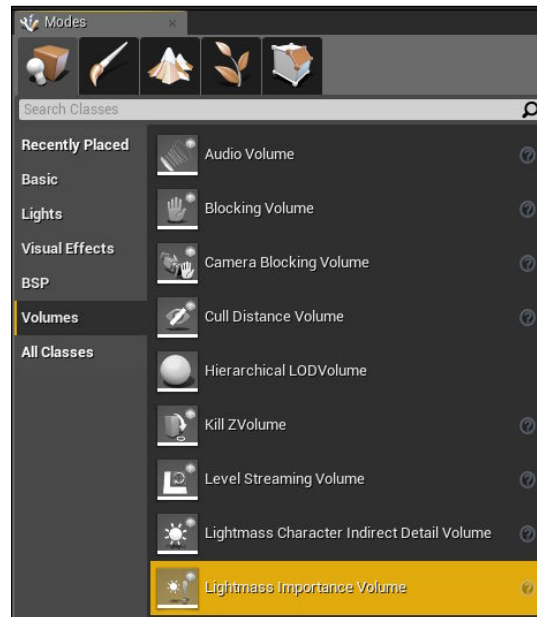 Modes
Search Classes
Recently Placed
Basic
Lights
Visual Effects
BSP
Volumes
All Classes
Audio Volume
Blocking Volume
Camera Blocking Volume
Cull Distance Volume
Hierarchical LODVolume
Kill ZVolume
Level Streaming Volume
Lightmass Character Indirect Detail Volume
Lightmass Importance Volume